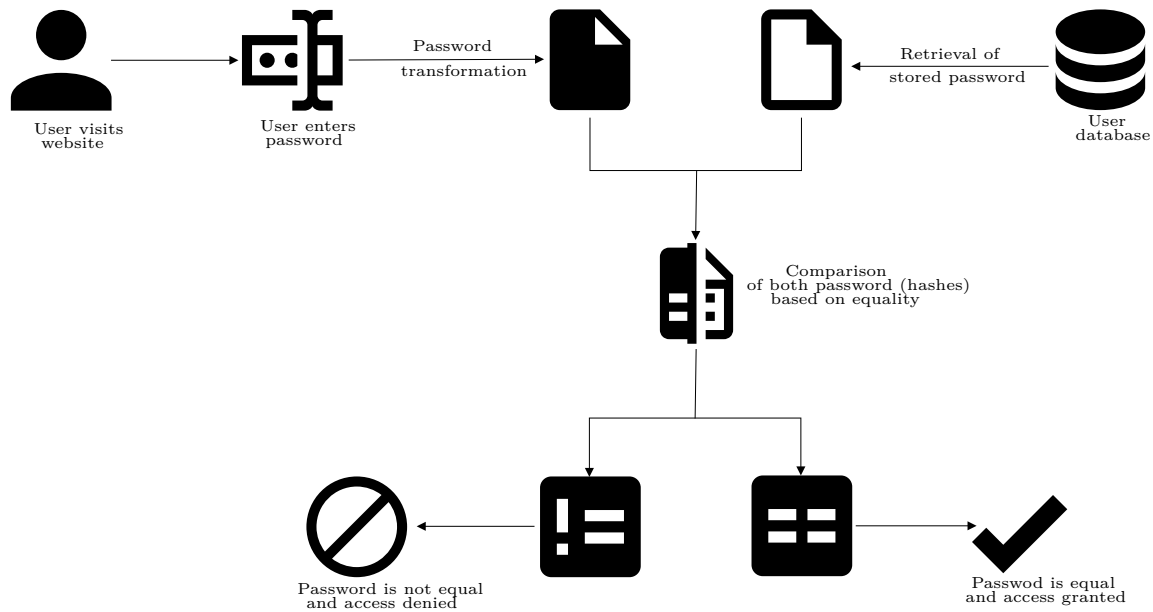 Password
transformation
Retrieval of
stored password
User visits
website
User enters
password
User
database
Comparison
of both password (hashes)
based on equality
Password is not equal
and access denied
Passwod is equal
and access granted